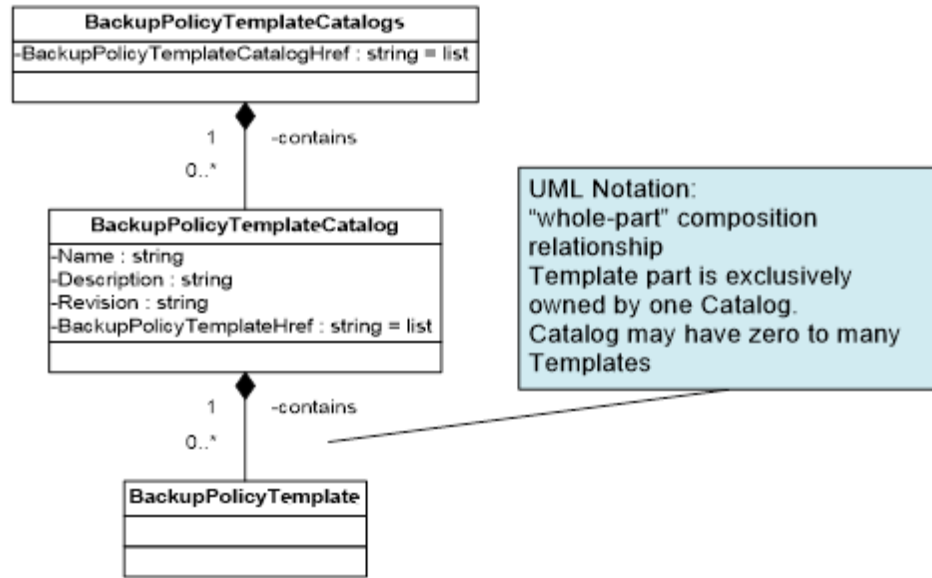 BackupPolicyTemplateCatalogs
-BackupPolicyTemplateCatalogHref : string = list
1 -contains
0..*
BackupPolicyTemplateCatalog
-Name : string
-Description : string
-Revision : string
-BackupPolicyTemplateHref : string = list
1 -contains
0..*
BackupPolicyTemplate
UML Notation:
"whole-part" composition
relationship
Template part is exclusively
owned by one Catalog.
Catalog may have zero to many
Templates